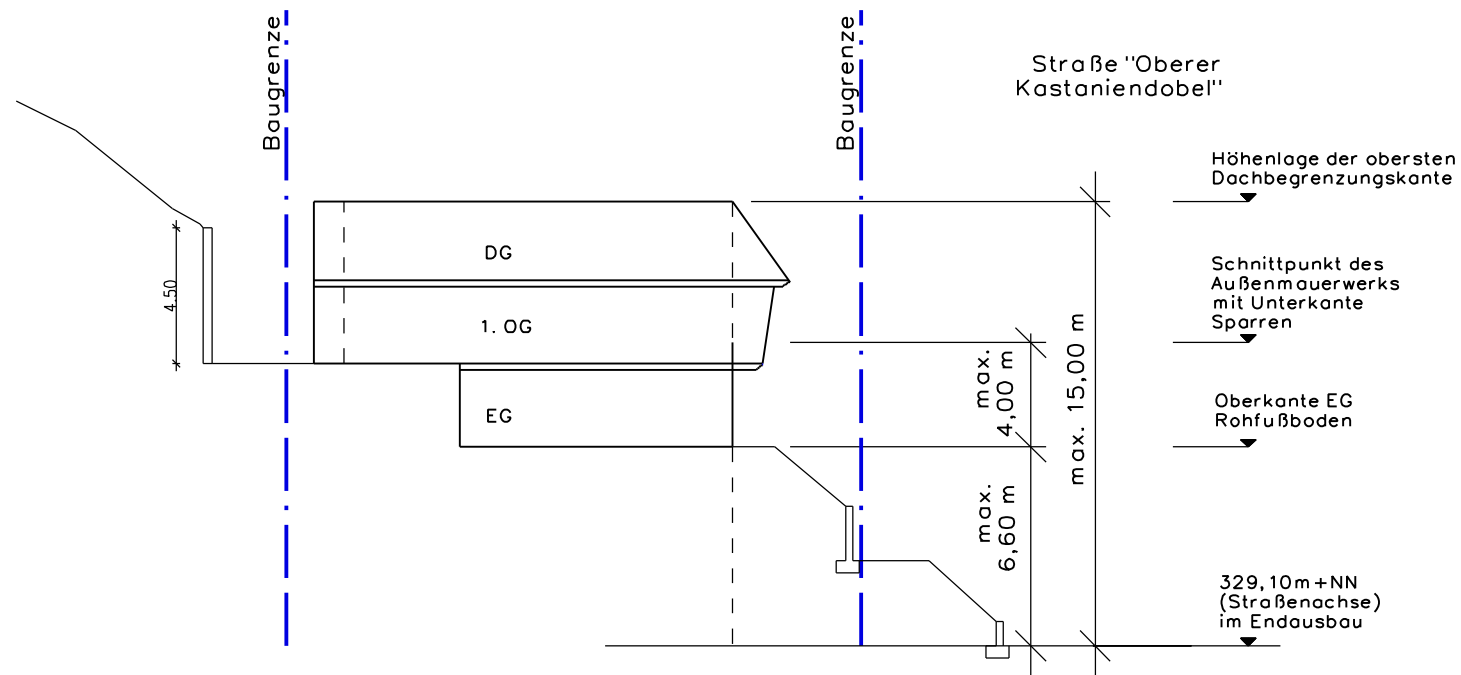 Baugrenze
Baugrenze
Straße "Oberer
Kastaniendobel"
Höhenlage der obersten
Dachbegrenzungskante
DG
Schnittpunkt des
Außenmauerwerks
mit Unterkante
Sparren
4.50
1. OG
max.
4,00 m
max. 15,00 m
EG
Oberkante EG
Rohfußboden
max.
6,60 m
329,10m+NN
(Straßenachse)
im Endausbau